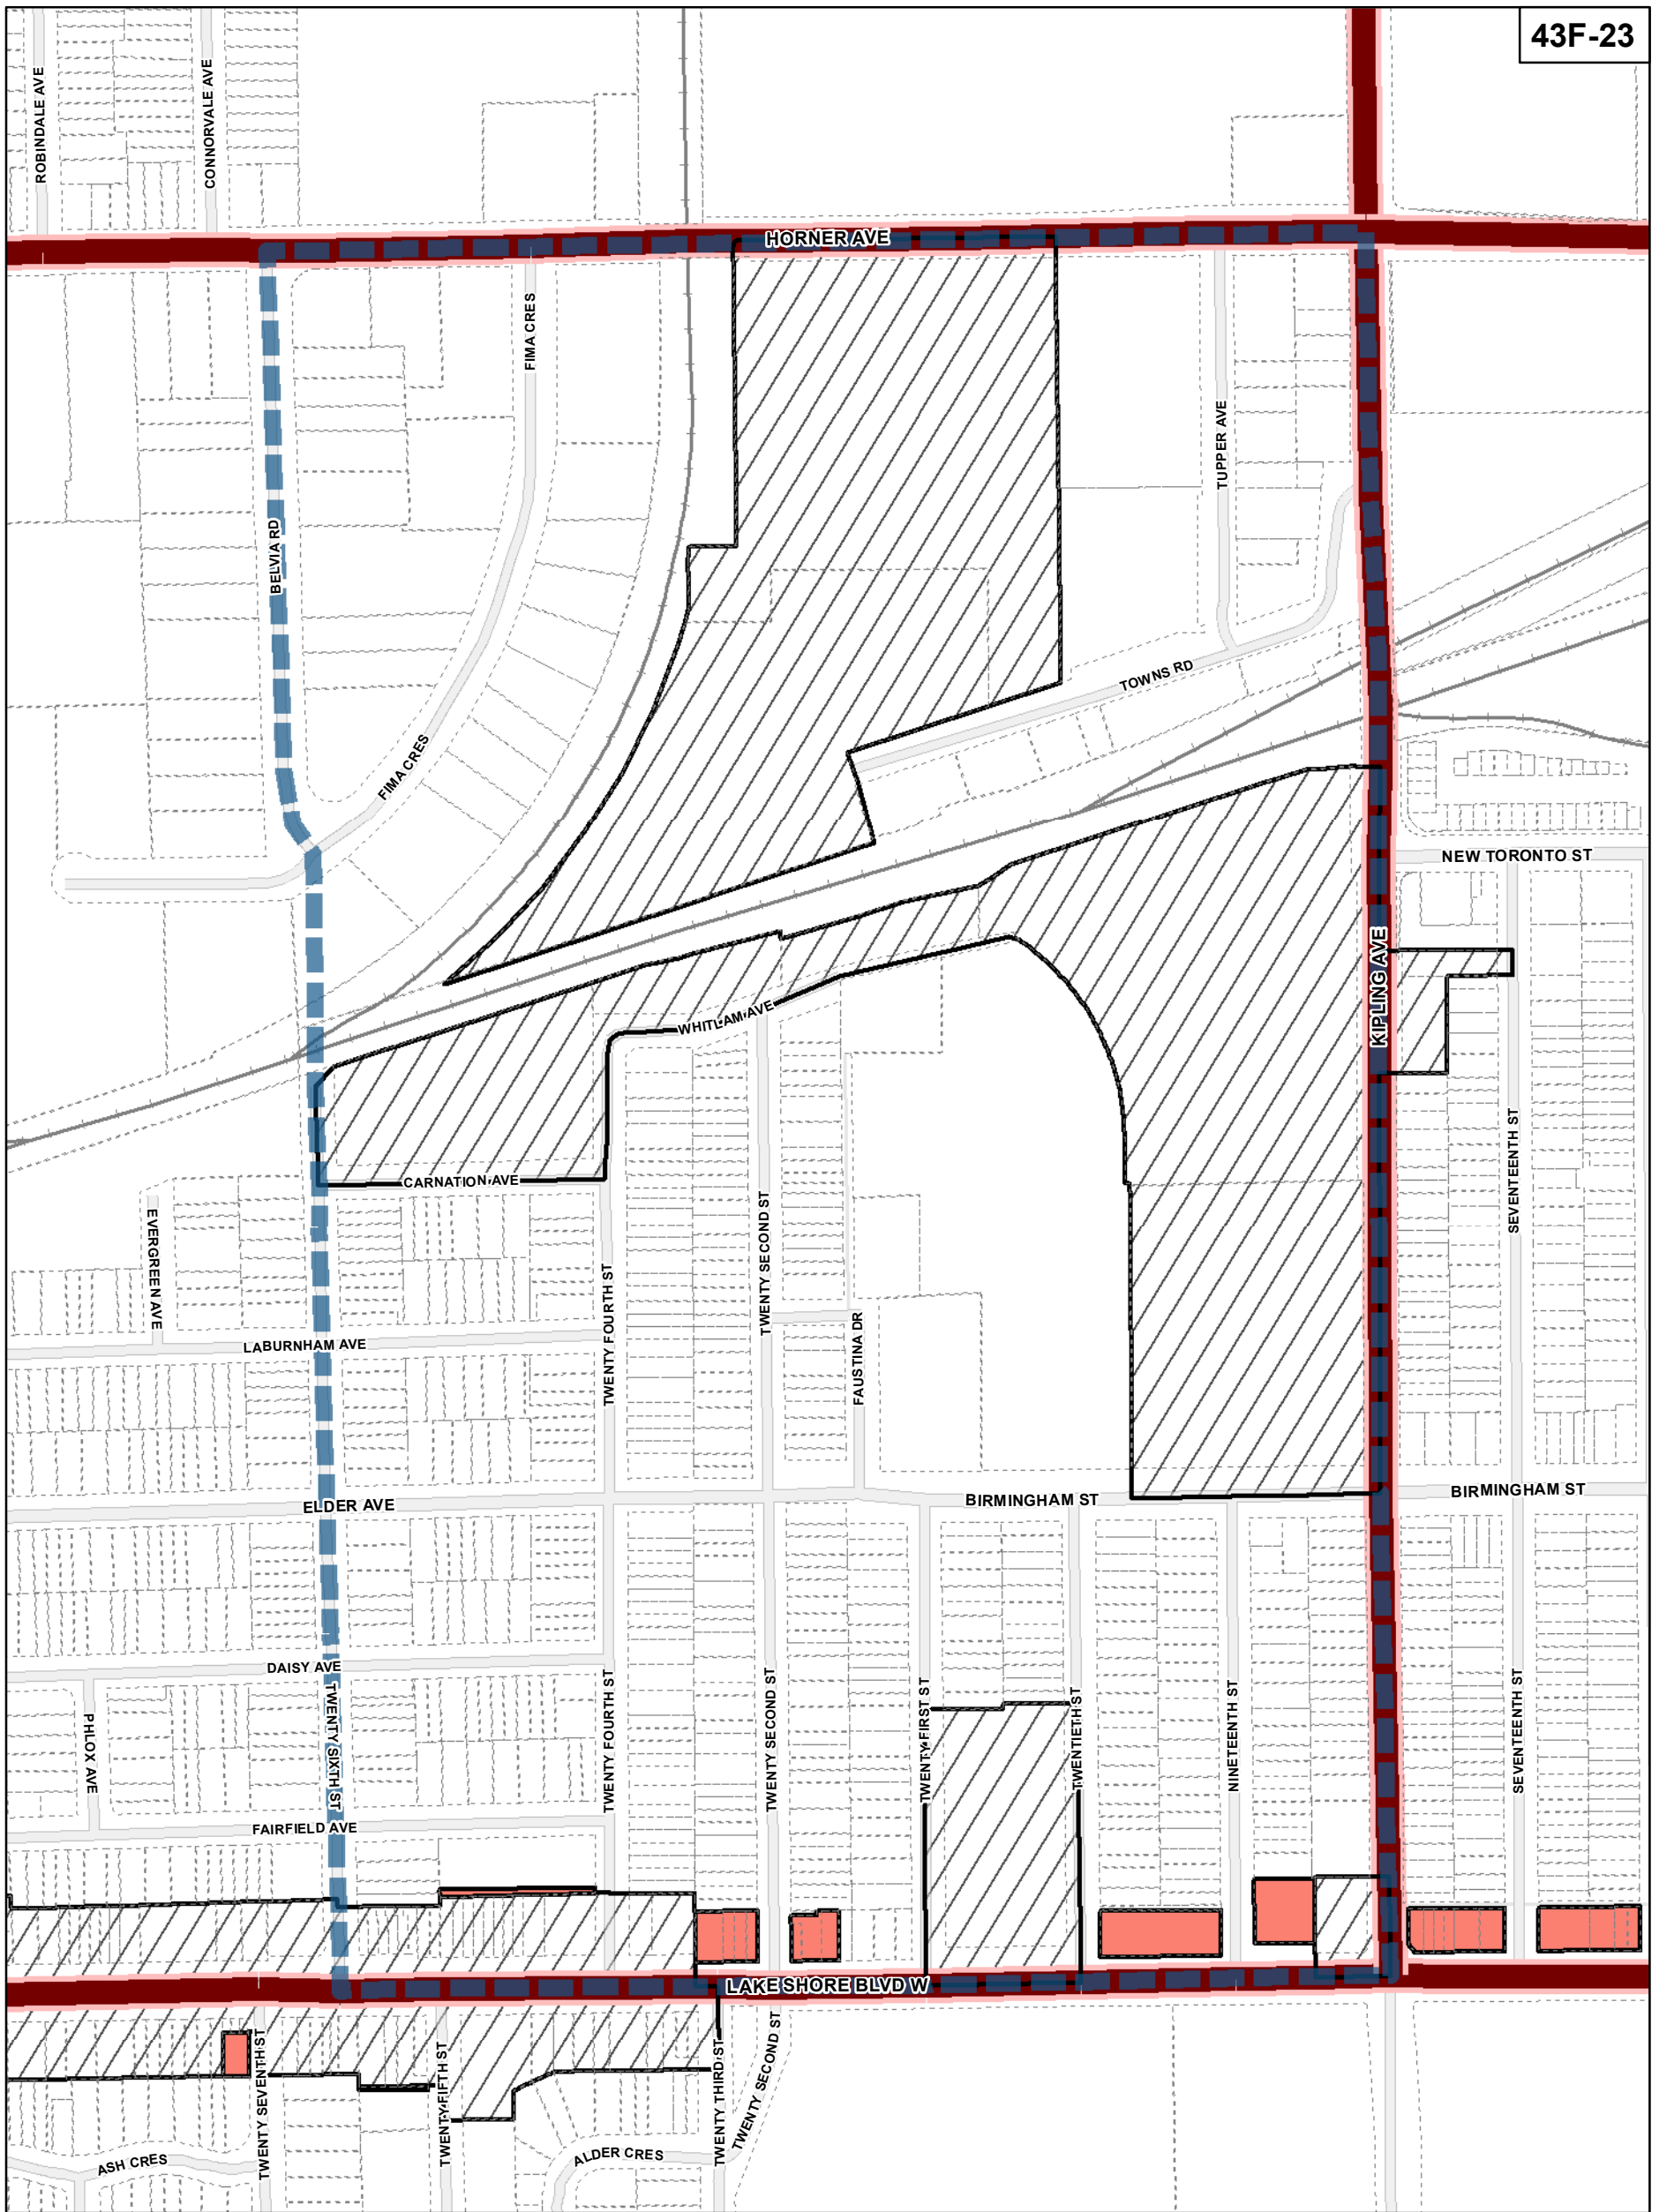 43F-23
ROBINDALE AVE
CONNORVALE AVE
HORNER AVE
FIMA CRES
TUPPER AVE
BELVIA RD
TOWNS RD
FIMA CRES
NEW TORONTO ST
KIPLING AVE
WHITLAM AVE
SEVENTEENTH ST
CARNATION AVE
EVERGREEN AVE
TWENTY SECOND ST
TWENTY FOURTH ST
FAUSTINA DR
LABURNHAM AVE
ELDER AVE
BIRMINGHAM ST
BIRMINGHAM ST
DAISY AVE
PHLOX AVE
TWENTY SIXTH ST
TWENTY FOURTH ST
TWENTY SECOND ST
TWENTY FIRST ST
TWENTIETH ST
NINETEENTH ST
SEVENTEENTH ST
FAIRFIELD AVE
LAKE SHORE BLVD W
TWENTY SEVENTH ST
TWENTY FIFTH ST
TWENTY THIRD ST
TWENTY SECOND ST
ASH CRES
ALDER CRES